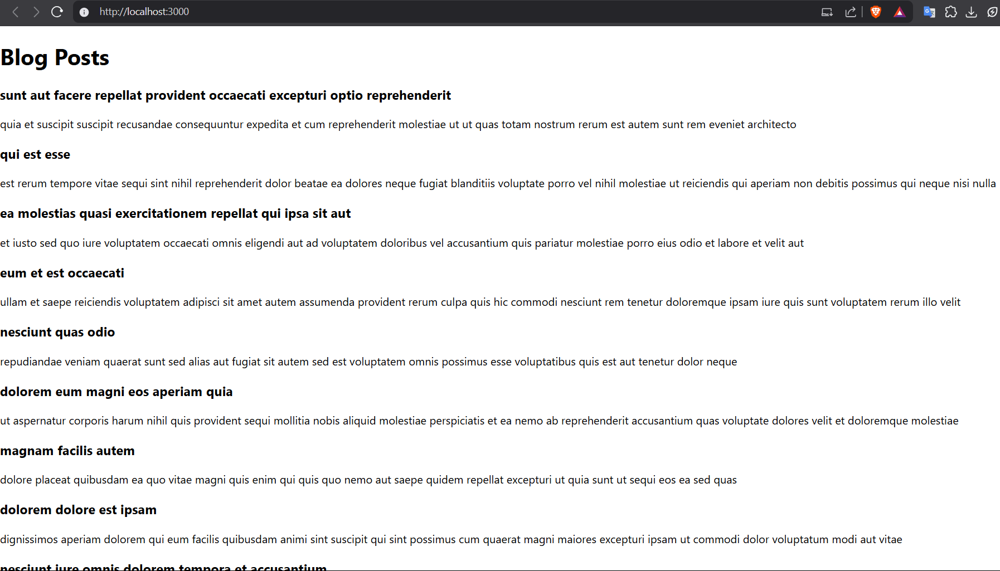 http://localhost:3000
Blog Posts
sunt aut facere repellat provident occaecati excepturi optio reprehenderit
quia et suscipit suscipit recusandae consequuntur expedita et cum reprehenderit molestiae ut ut quas totam nostrum rerum est autem sunt rem eveniet architecto
qui est esse
est rerum tempore vitae sequi sint nihil reprehenderit dolor beatae ea dolores neque fugiat blanditiis voluptate porro vel nihil molestiae ut reiciendis qui aperiam non debitis possimus qui neque nisi nulla
ea molestias quasi exercitationem repellat qui ipsa sit aut
et iusto sed quo iure voluptatem occaecati omnis eligendi aut ad voluptatem doloribus vel accusantium quis pariatur molestiae porro eius odio et labore et velit aut
eum et est occaecati
ullam et saepe reiciendis voluptatem adipisci sit amet autem assumenda provident rerum culpa quis hic commodi nesciunt rem tenetur doloremque ipsam iure quis sunt voluptatem rerum illo velit
nesciunt quas odio
repudiandae veniam quaerat sunt sed alias aut fugiat sit autem sed est voluptatem omnis possimus esse voluptatibus quis est aut tenetur dolor neque
dolorem eum magni eos aperiam quia
ut aspernatur corporis harum nihil quis provident sequi mollitia nobis aliquid molestiae perspiciatis et ea nemo ab reprehenderit accusantium quas voluptate dolores velit et doloremque molestiae
magnam facilis autem
dolore placeat quibusdam ea quo vitae magni quis enim qui quis quo nemo aut saepe quidem repellat excepturi ut quia sunt ut sequi eos ea sed quas
dolorem dolore est ipsam
dignissimos aperiam dolorem qui eum facilis quibusdam animi sint suscipit qui sint possimus cum quaerat magni maiores excepturi ipsam ut commodi dolor voluptatum modi aut vitae
nesciunt iure omnis dolorem tempora et accusantium